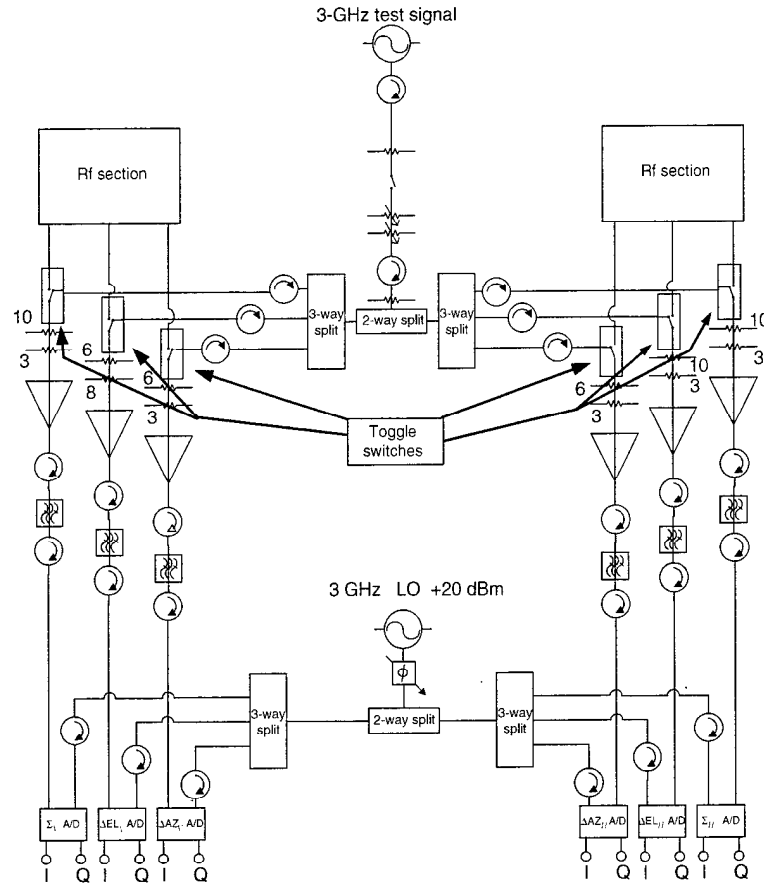 3-GHz test signal
Rf section
Rf section
3-way
split
2-way split
3-way
split
10
3
6
8
6
3
6
3
10
3
10
3
Toggle
switches
3 GHz LO +20 dBm
ϕ
3-way
split
2-way split
3-way
split
A/D
ΔEL A/D
ΔAZ A/D
ΔAZ A/D
ΔEL A/D
A/D
I Q I Q I Q
I Q I Q I Q